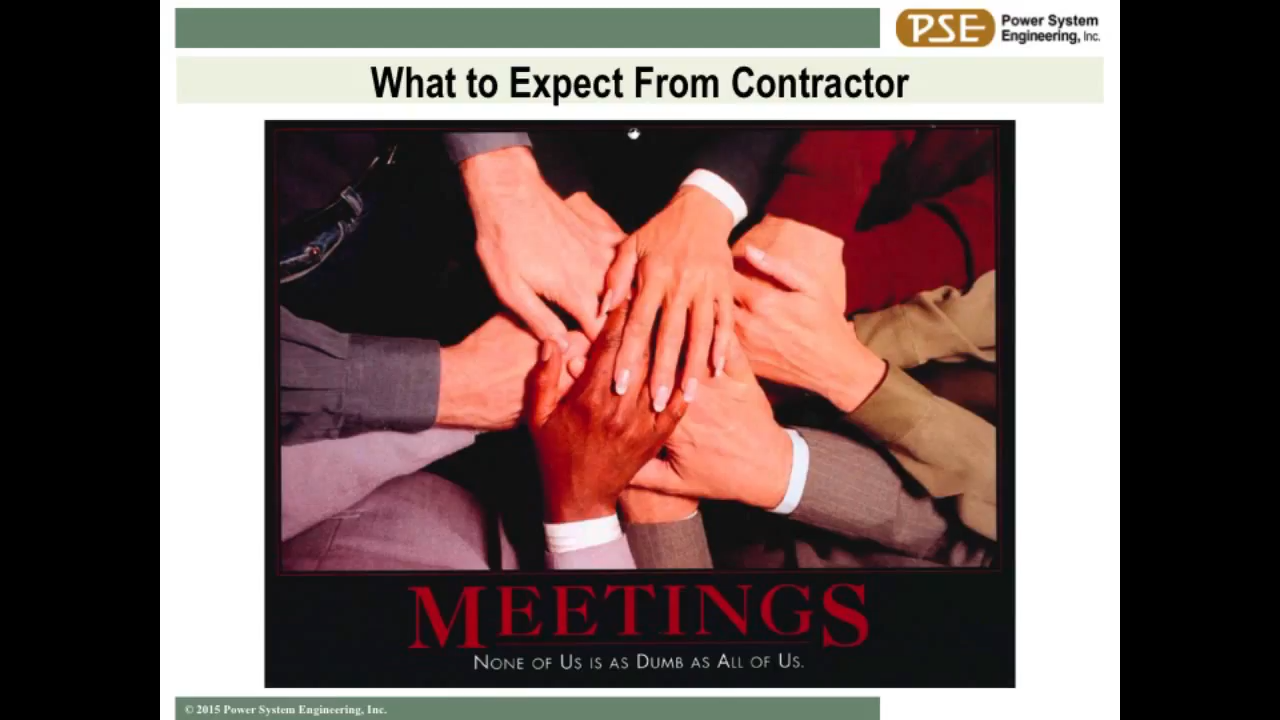 PSE Power System
Engineering, Inc.
What to Expect From Contractor
MEETINGS
NONE OF US IS AS DUMB AS ALL OF US.
© 2015 Power System Engineering, Inc.